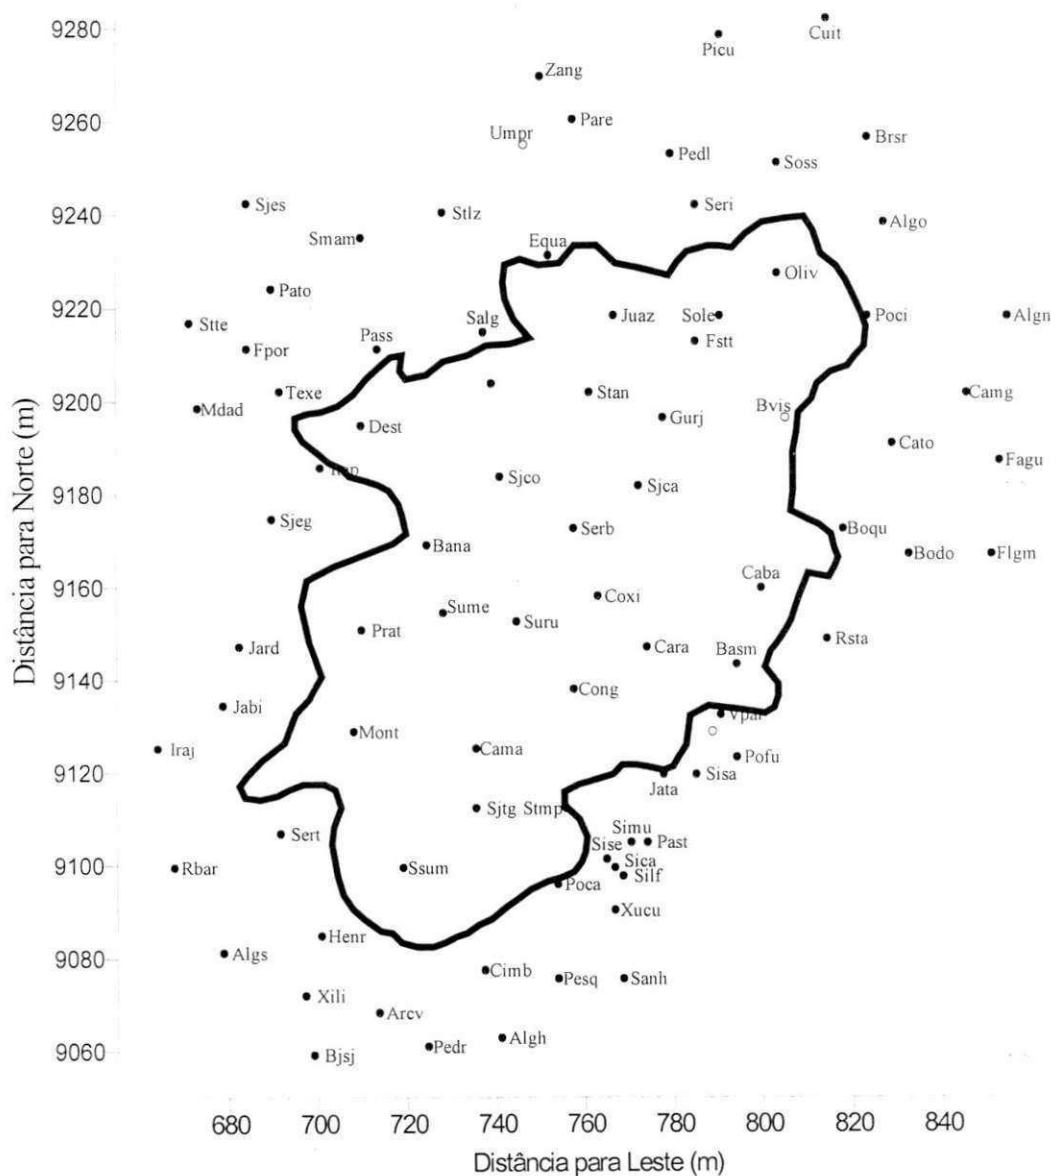 9280
Cuit
Picu
Zang
9260
Pare
Umpr
Brsr
Pedl
Soss
9240
Sjes
Stlz
Seri
Smam
Algo
Equa
Oliv
9220
Pato
Stte
Salg
Juaz
Sole
Poci
Algn
Fpor
Pass
Fstt
9200
Texe
Mdad
Stan
Camg
Dest
Gurj
Bvis
Cato
Fagu
9180
Sjco
Sjca
Sjeg
Serb
Boqu
Bana
Bodo
Flgm
9160
Caba
Coxi
Sume
Suru
Prat
Rsta
Jard
Cara
Basm
9140
Cong
Jabi
Vpar
Mont
Iraj
Cama
Pofu
9120
Jata
Sisa
Sjtg Stmp
Simu
Sert
Sise
Past
9100
Rbar
Ssum
Sica
Silf
Poca
Xucu
9080
Henr
Algs
Cimb
Pesq
Sanh
Xili
Arcv
9060
Bjsj
Pedr
Algh
Distância para Norte (m)
680 700 720 740 760 780 800 820 840
Distância para Leste (m)